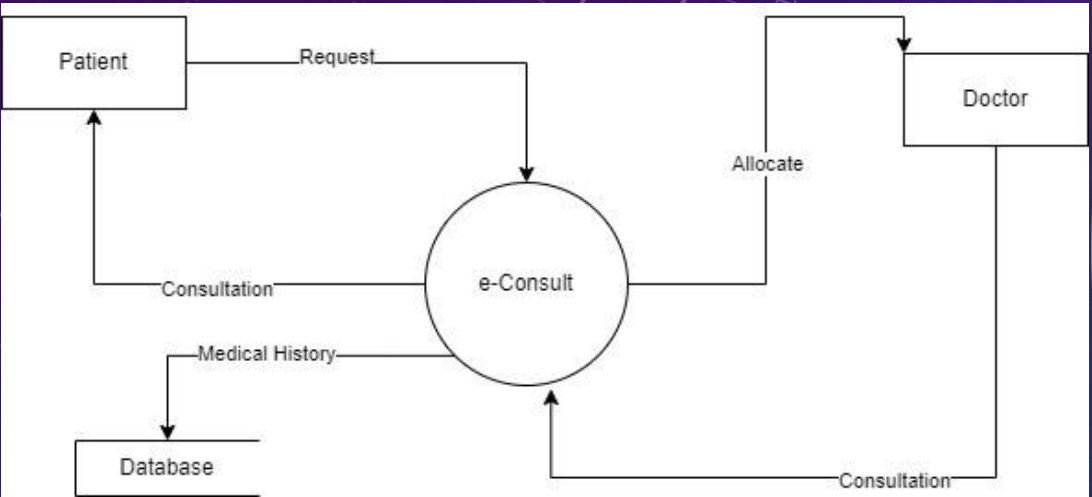 Patient
Request
Doctor
Allocate
e-Consult
Consultation
Medical History
Database
Consultation